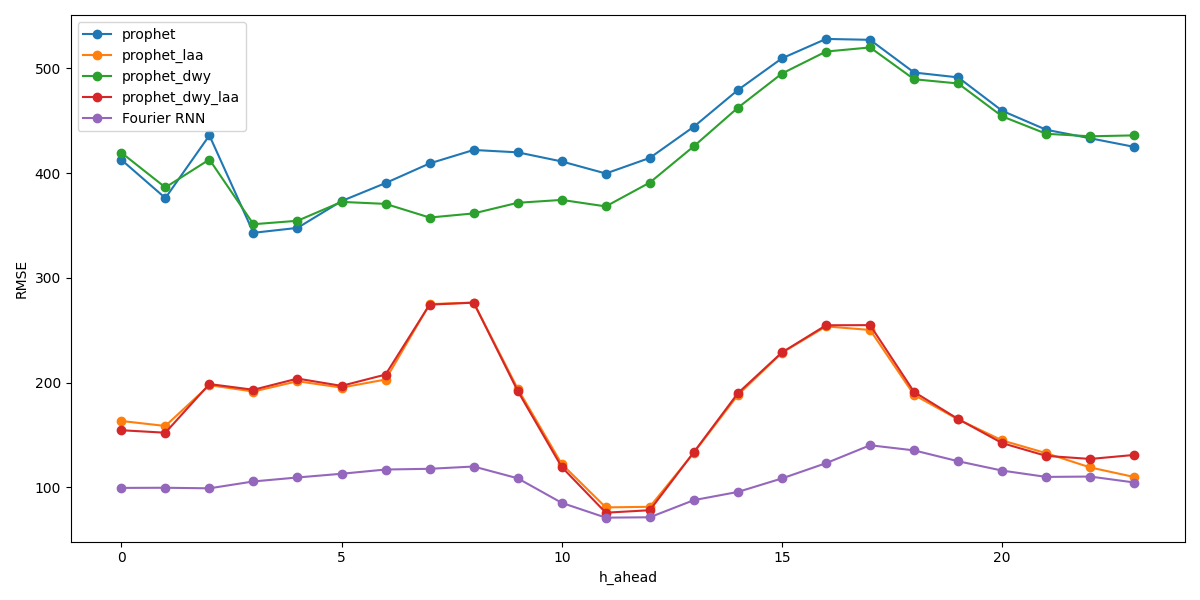 prophet
prophet_laa
prophet_dwy
prophet_dwy_laa
Fourier RNN
RMSE
500
400
300
200
100
0 5 10 15 20
h_ahead